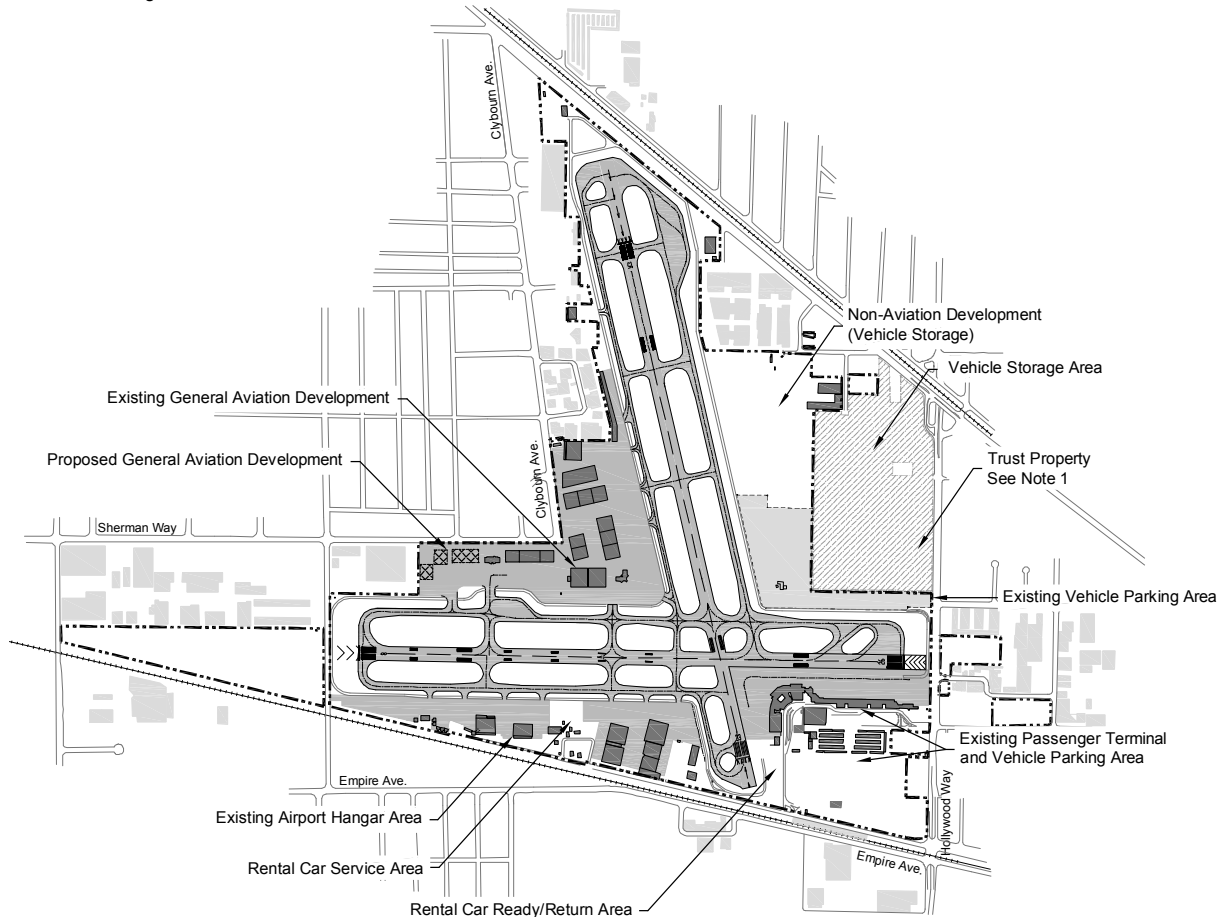 Clybourn Ave.
Non-Aviation Development
(Vehicle Storage)
Vehicle Storage Area
Existing General Aviation Development
Proposed General Aviation Development
Clybourn Ave.
Trust Property
See Note 1
Sherman Way
Existing Vehicle Parking Area
Existing Passenger Terminal
and Vehicle Parking Area
Empire Ave.
Hollywood Way
Existing Airport Hangar Area
Rental Car Service Area
Empire Ave.
Rental Car Ready/Return Area